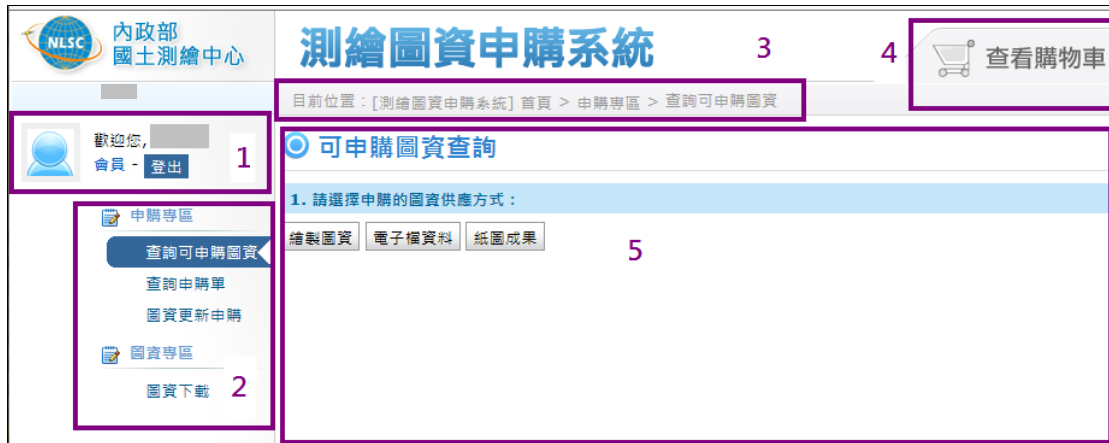 NLSC
內政部
國土測繪中心
測繪圖資申購系統
3
4
查看購物車
目前位置：[測繪圖資申購系統] 首頁 > 申購專區 > 查詢可申購圖資
歡迎您,
會員 - 登出
1
申購專區
查詢可申購圖資
查詢申購單
圖資更新申購
圖資專區
圖資下載
2
可申購圖資查詢
1. 請選擇申購的圖資供應方式：
繪製圖資 電子檔資料 紙圖成果
5